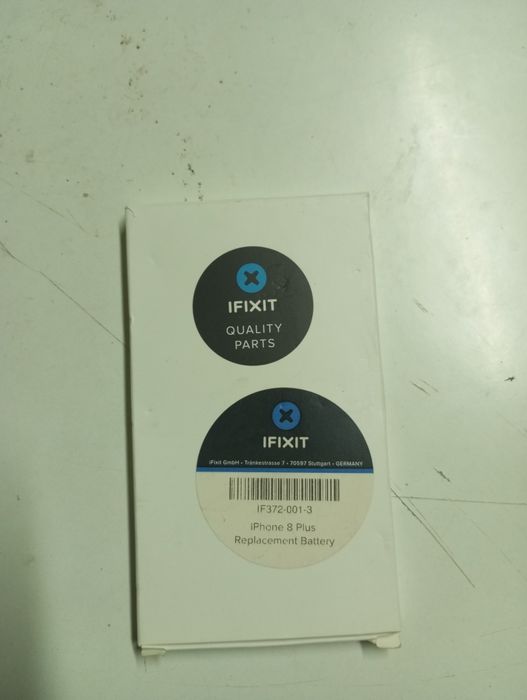 IFIXIT
QUALITY
PARTS
IFIXIT
iFixit GmbH • Tränkestrasse 7 • 70597 Stuttgart • GERMANY
IF372-001-3
iPhone 8 Plus
Replacement Battery